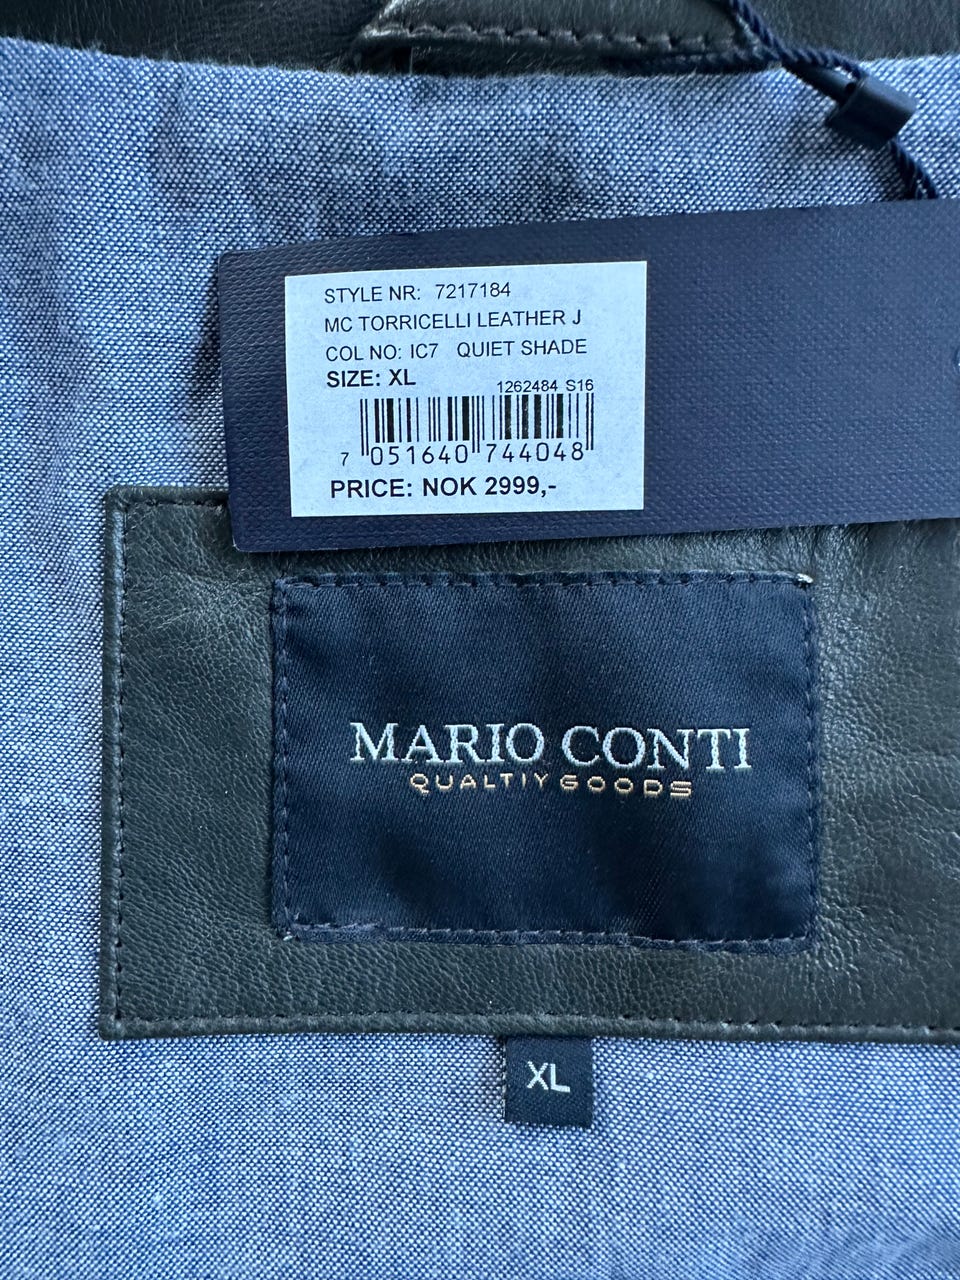 STYLE NR: 7217184
MC TORRICELLI LEATHER J
COL NO: IC7 QUIET SHADE
SIZE: XL
1262484 S16
7 051640 744048
PRICE: NOK 2999,-
MARIO CONTI
QUALTIY GOODS
XL